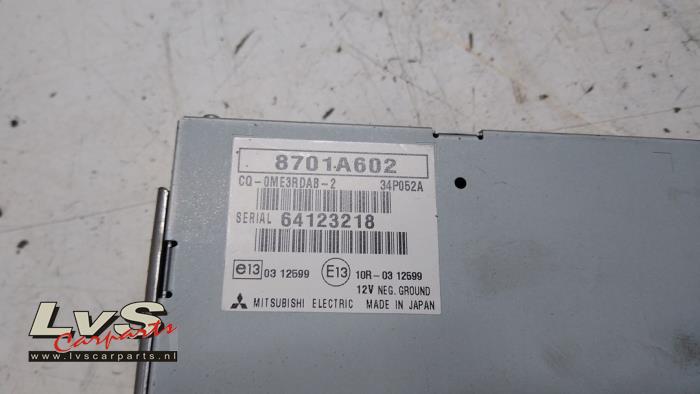 8701A602
CQ-0ME3RDAB-2 34P052A
SERIAL 64123218
e13 03 12599 E13 10R-03 12599
12V NEG. GROUND
MITSUBISHI ELECTRIC MADE IN JAPAN
LvS
Carparts
www.lvscarparts.nl